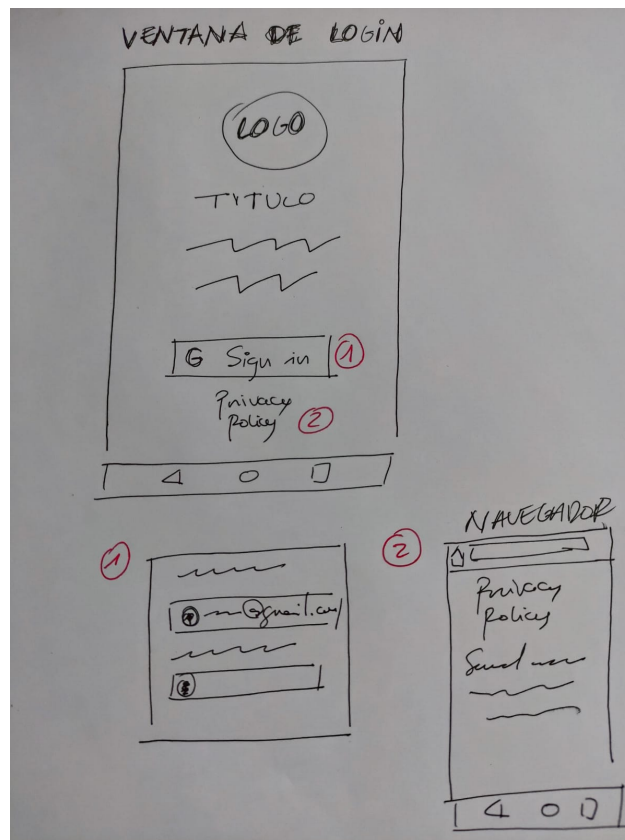 VENTANA DE LOGIN
LOGO
TITULO
G Sign in 1
Privacy
Policy 2
1
@gmail.com
2
NAVEGADOR
Privacy
Policy